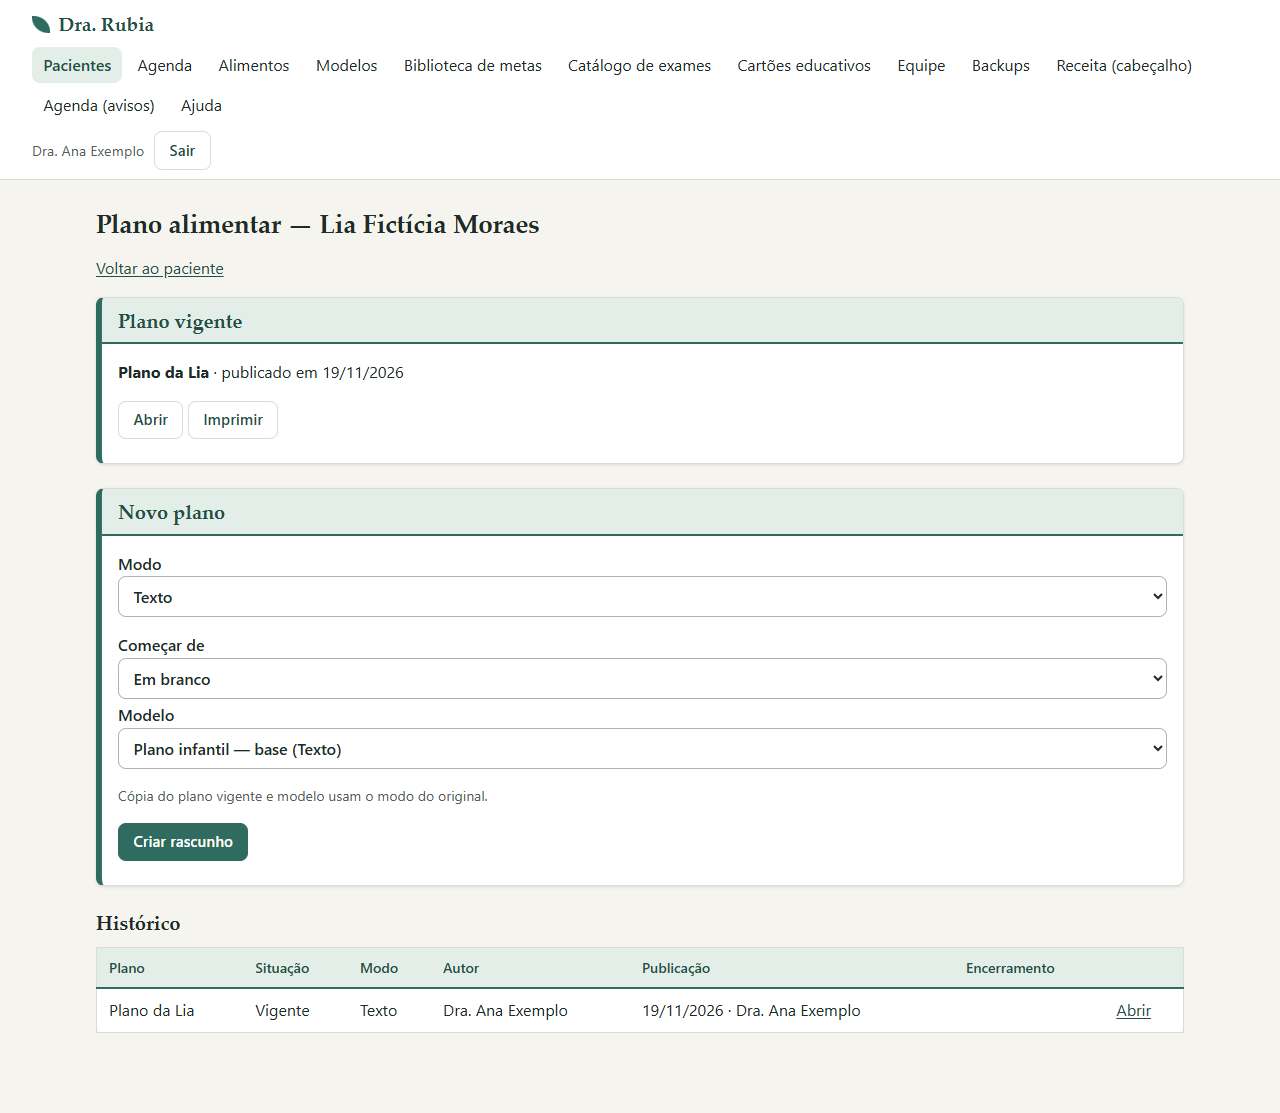 Dra. Rubia
Pacientes Agenda Alimentos Modelos Biblioteca de metas Catálogo de exames Cartões educativos Equipe Backups Receita (cabeçalho)
Agenda (avisos) Ajuda
Dra. Ana Exemplo Sair
Plano alimentar — Lia Fictícia Moraes
Voltar ao paciente
Plano vigente
Plano da Lia · publicado em 19/11/2026
Abrir Imprimir
Novo plano
Modo
Texto
Começar de
Em branco
Modelo
Plano infantil — base (Texto)
Cópia do plano vigente e modelo usam o modo do original.
Criar rascunho
Histórico
Plano Situação Modo Autor Publicação Encerramento
Plano da Lia Vigente Texto Dra. Ana Exemplo 19/11/2026 · Dra. Ana Exemplo Abrir